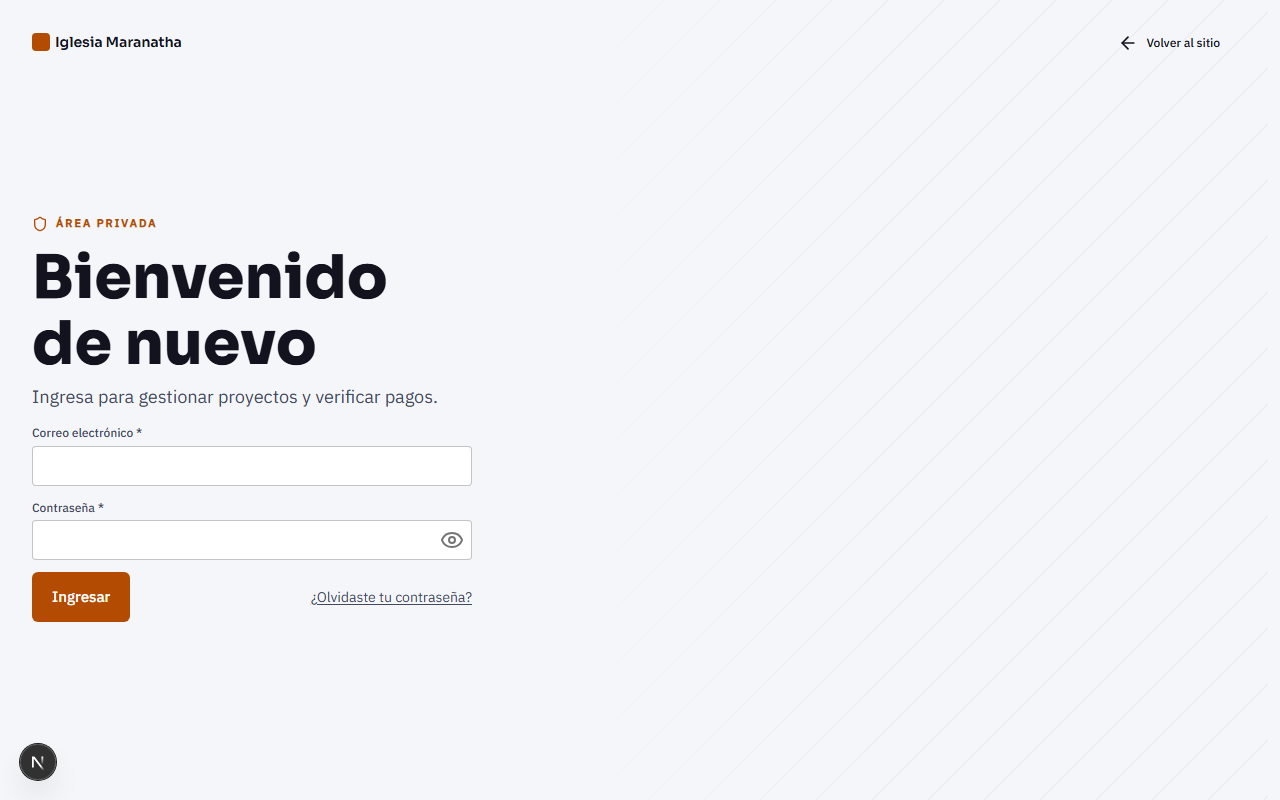 Iglesia Maranatha
Volver al sitio
ÁREA PRIVADA
Bienvenido
de nuevo
Ingresa para gestionar proyectos y verificar pagos.
Correo electrónico *
Contraseña *
Ingresar
¿Olvidaste tu contraseña?
N